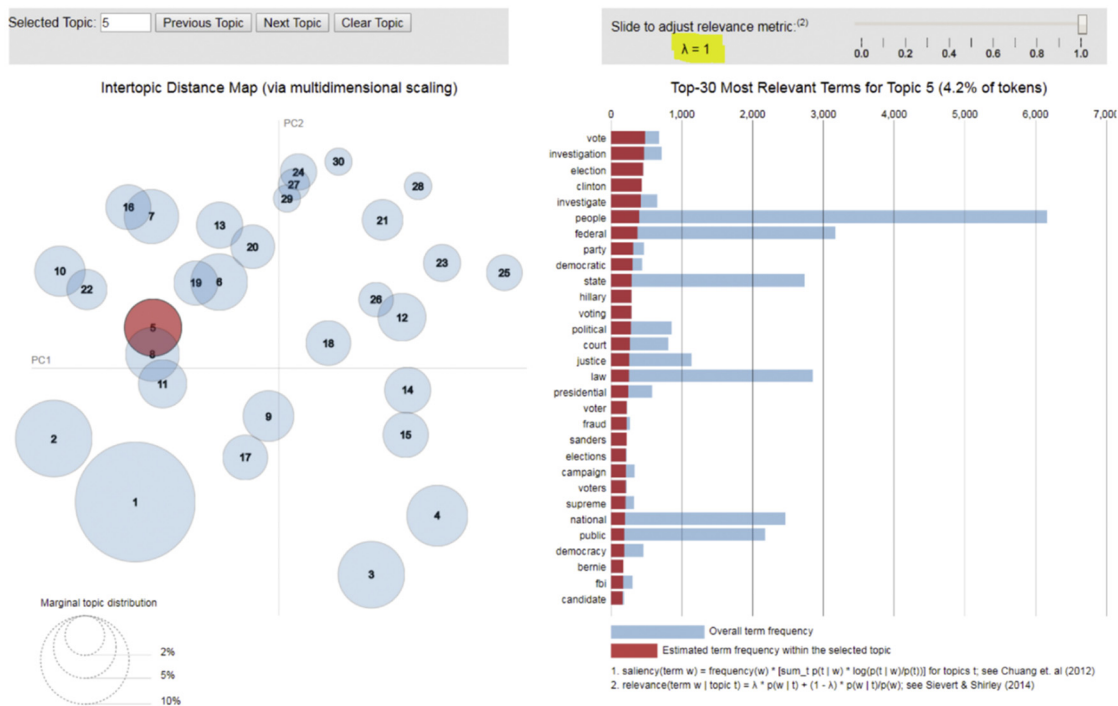 Selected Topic: 5 Previous Topic Next Topic Clear Topic
Slide to adjust relevance metric:(2)
λ = 1
0.0 0.2 0.4 0.6 0.8 1.0
Intertopic Distance Map (via multidimensional scaling)
PC2
PC1
30
24
27
28
29
16
7
21
13
20
23
10
25
19
6
22
26
12
5
18
8
11
14
9
15
2
17
1
4
3
Marginal topic distribution
2%
5%
10%
Top-30 Most Relevant Terms for Topic 5 (4.2% of tokens)
0 1,000 2,000 3,000 4,000 5,000 6,000 7,000
vote
investigation
election
clinton
investigate
people
federal
party
democratic
state
hillary
voting
political
court
justice
law
presidential
voter
fraud
sanders
elections
campaign
voters
supreme
national
public
democracy
bernie
fbi
candidate
Overall term frequency
Estimated term frequency within the selected topic
1. saliency(term w) = frequency(w) * [sum_t p(t | w) * log(p(t | w)/p(t))] for topics t; see Chuang et. al (2012)
2. relevance(term w | topic t) = λ * p(w | t) + (1 - λ) * p(w | t)/p(w); see Sievert & Shirley (2014)